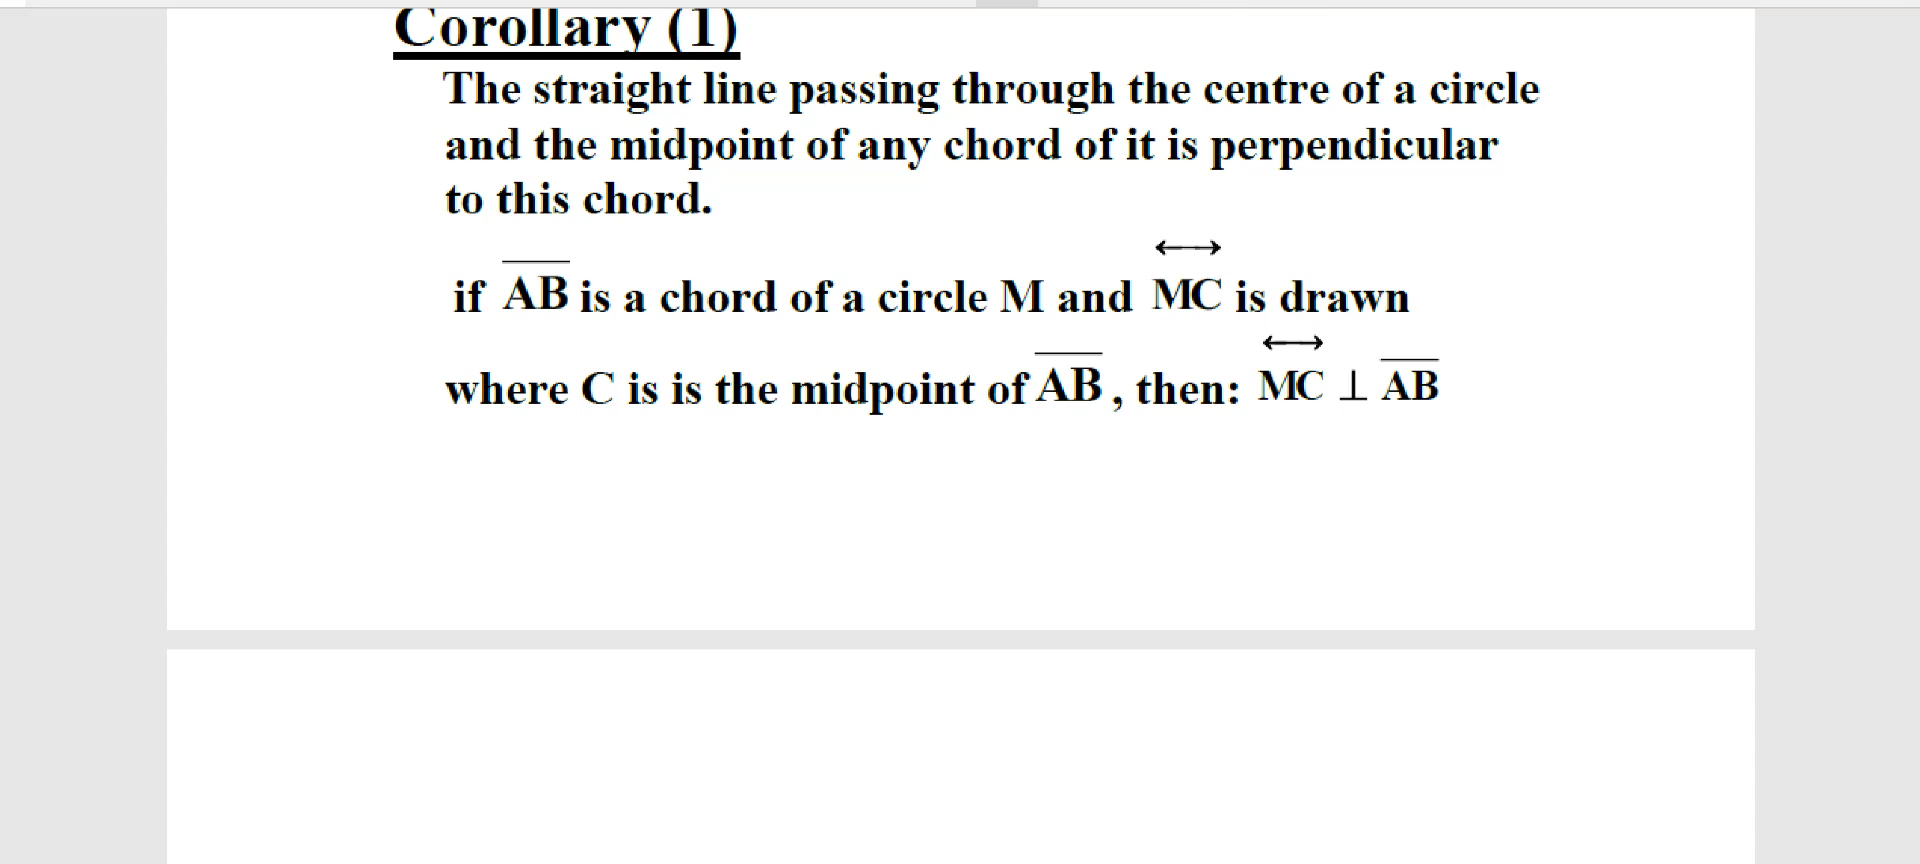 Corollary (1)
The straight line passing through the centre of a circle
and the midpoint of any chord of it is perpendicular
to this chord.
if AB is a chord of a circle M and MC is drawn
where C is is the midpoint of AB , then: MC ⊥ AB